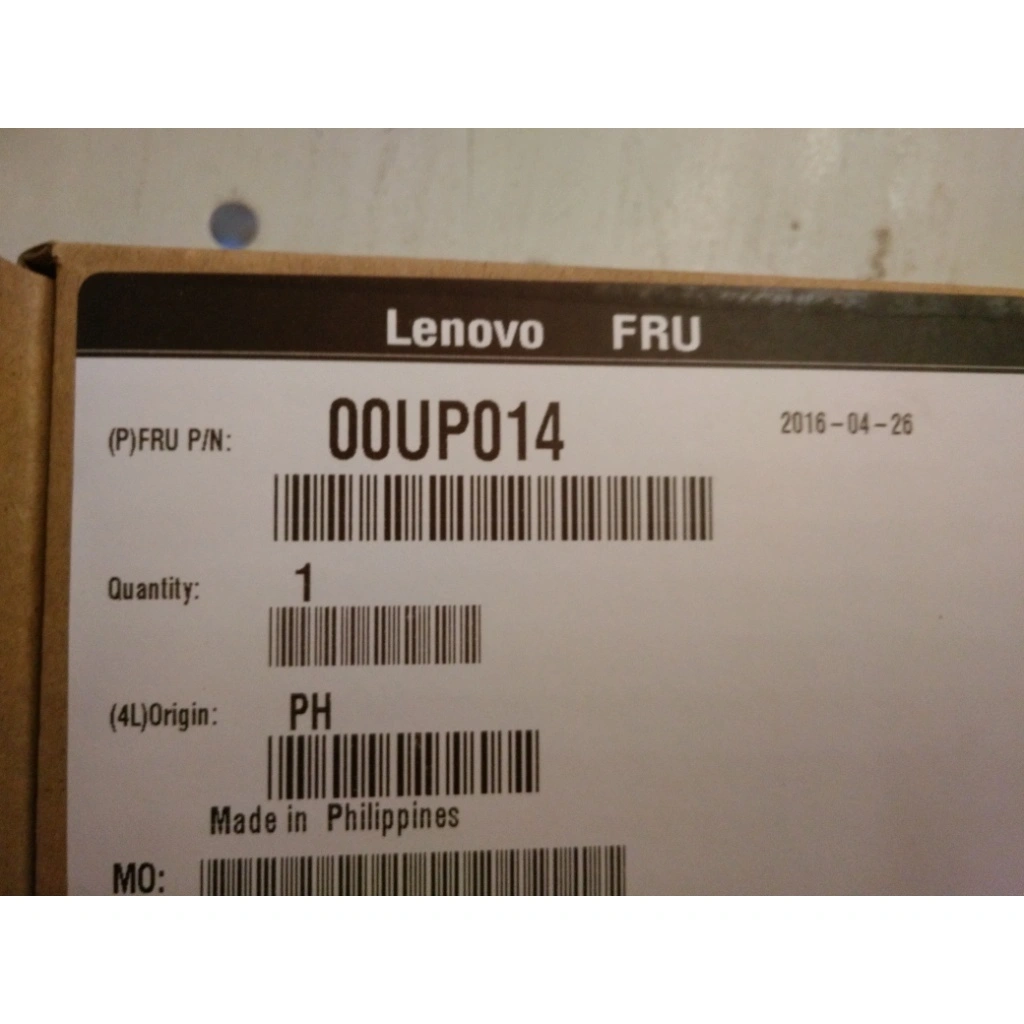 Lenovo FRU
(P)FRU P/N: 00UP014 2016-04-26
Quantity: 1
(4L)Origin: PH
Made in Philippines
MO: